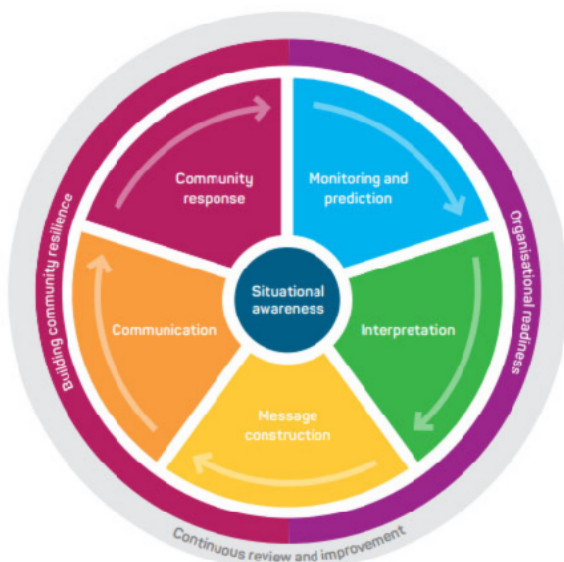 Community
response
Monitoring and
prediction
Building community resilience
Situational
awareness
Organisational readiness
Communication
Interpretation
Message
construction
Continuous review and improvement